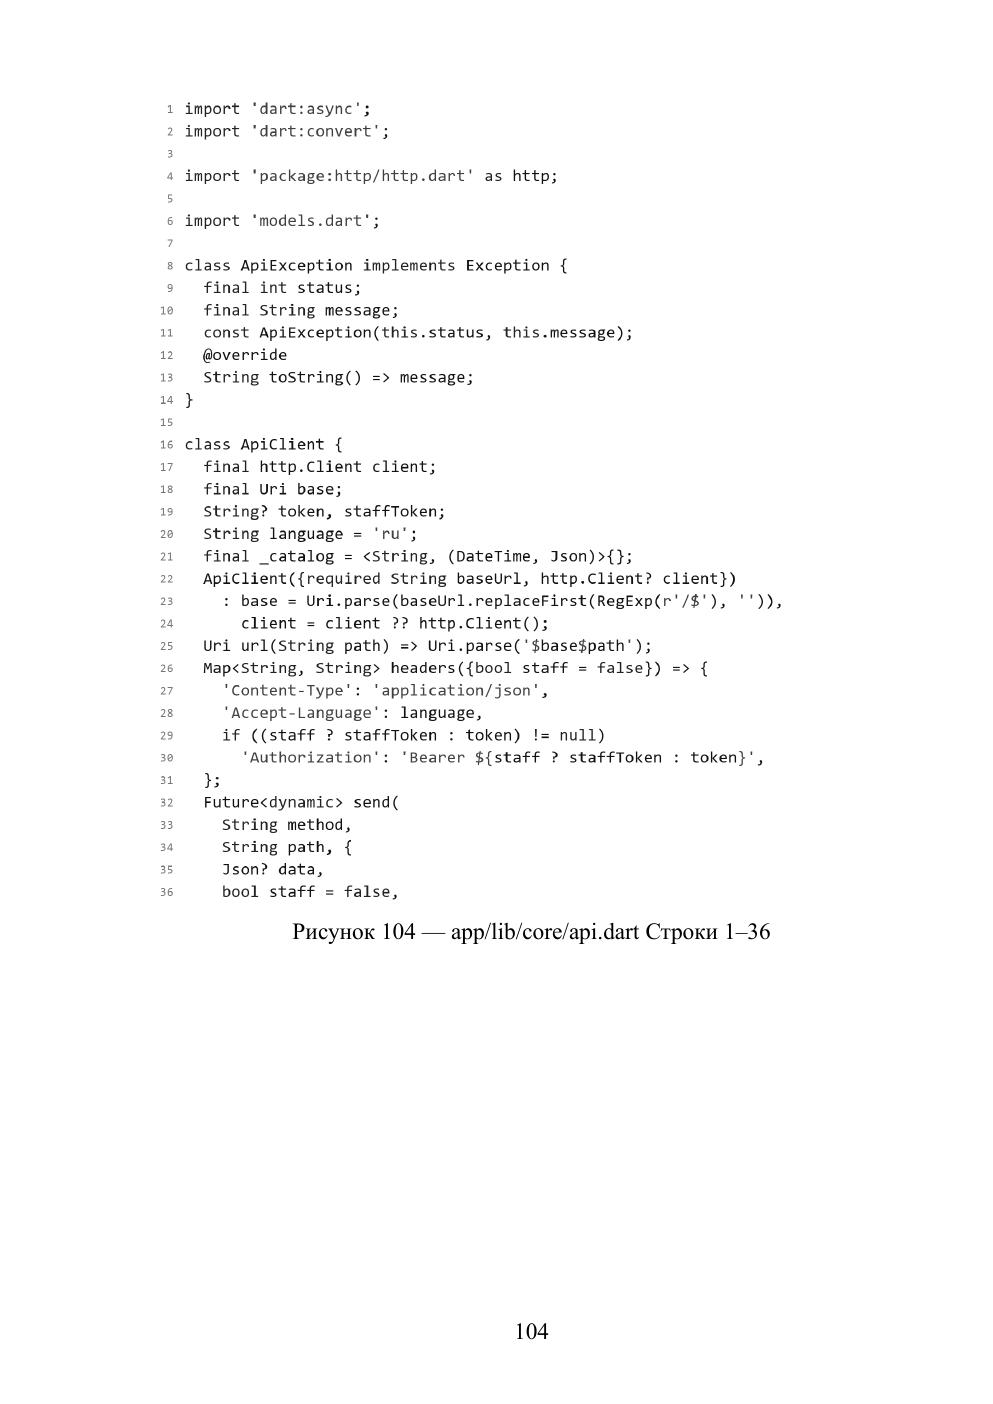 1 import 'dart:async';
2 import 'dart:convert';
3
4 import 'package:http/http.dart' as http;
5
6 import 'models.dart';
7
8 class ApiException implements Exception {
9   final int status;
10   final String message;
11   const ApiException(this.status, this.message);
12   @override
13   String toString() => message;
14 }
15
16 class ApiClient {
17   final http.Client client;
18   final Uri base;
19   String? token, staffToken;
20   String language = 'ru';
21   final _catalog = <String, (DateTime, Json)>{};
22   ApiClient({required String baseUrl, http.Client? client})
23     : base = Uri.parse(baseUrl.replaceFirst(RegExp(r'/$'), '')),
24       client = client ?? http.Client();
25   Uri url(String path) => Uri.parse('$base$path');
26   Map<String, String> headers({bool staff = false}) => {
27     'Content-Type': 'application/json',
28     'Accept-Language': language,
29     if ((staff ? staffToken : token) != null)
30       'Authorization': 'Bearer ${staff ? staffToken : token}',
31   };
32   Future<dynamic> send(
33     String method,
34     String path, {
35     Json? data,
36     bool staff = false,
Рисунок 104 — app/lib/core/api.dart Строки 1–36
104